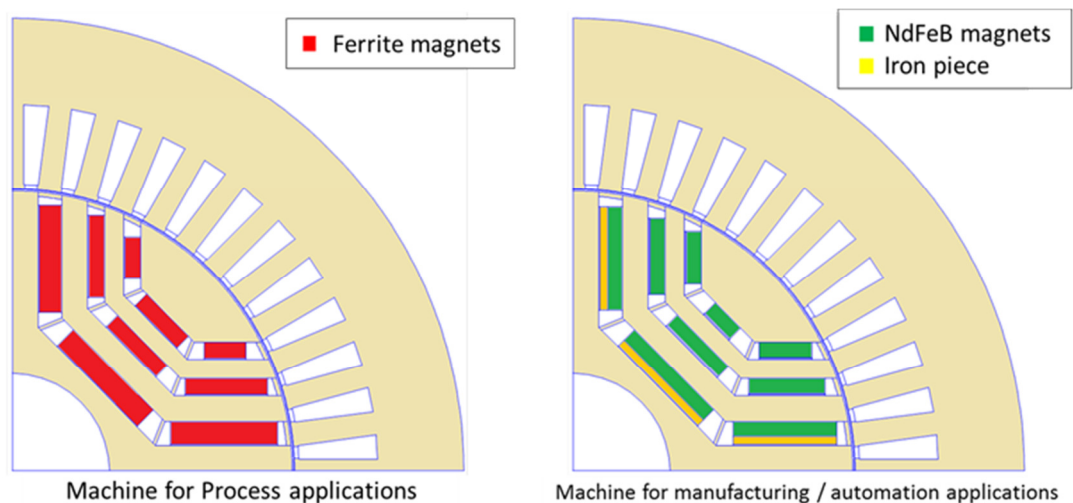 Ferrite magnets
NdFeB magnets
Iron piece
Machine for Process applications
Machine for manufacturing / automation applications